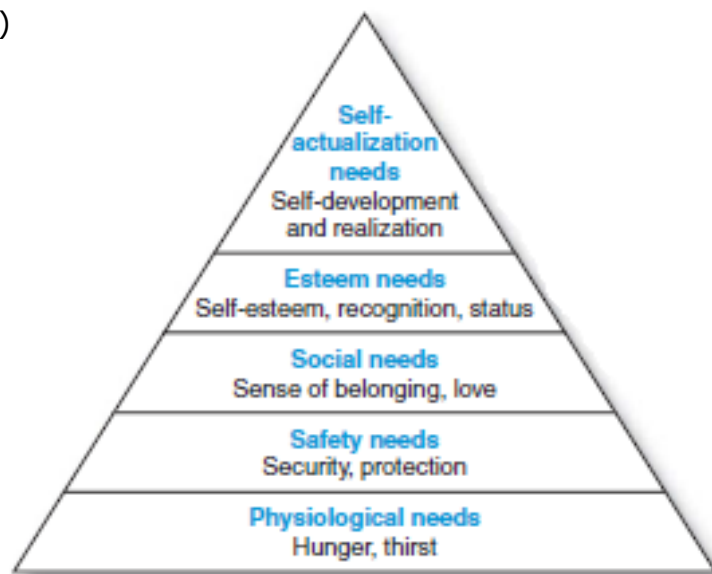 )
Self-
actualization
needs
Self-development
and realization
Esteem needs
Self-esteem, recognition, status
Social needs
Sense of belonging, love
Safety needs
Security, protection
Physiological needs
Hunger, thirst